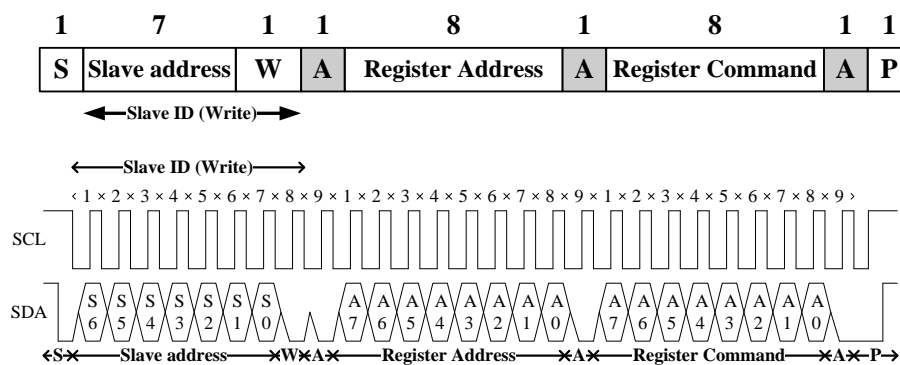 1 7 1 1 8 1 8 1 1
S Slave address W A Register Address A Register Command A P
Slave ID (Write)
Slave ID (Write)
‹ 1 × 2 × 3 × 4 × 5 × 6 × 7 × 8 × 9 × 1 × 2 × 3 × 4 × 5 × 6 × 7 × 8 × 9 × 1 × 2 × 3 × 4 × 5 × 6 × 7 × 8 × 9 ›
SCL
SDA S6 S5 S4 S3 S2 S1 S0 A7 A6 A5 A4 A3 A2 A1 A0 A7 A6 A5 A4 A3 A2 A1 A0
S Slave address W A Register Address A Register Command A P